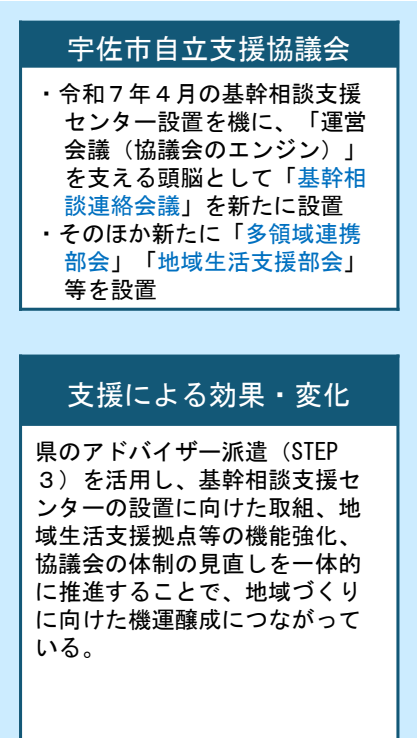 宇佐市自立支援協議会
・令和７年４月の基幹相談支援
センター設置を機に、「運営
会議（協議会のエンジン）」
を支える頭脳として「基幹相
談連絡会議」を新たに設置
・そのほか新たに「多領域連携
部会」「地域生活支援部会」
等を設置
支援による効果・変化
県のアドバイザー派遣（STEP
３）を活用し、基幹相談支援セ
ンターの設置に向けた取組、地
域生活支援拠点等の機能強化、
協議会の体制の見直しを一体的
に推進することで、地域づくり
に向けた機運醸成につながって
いる。